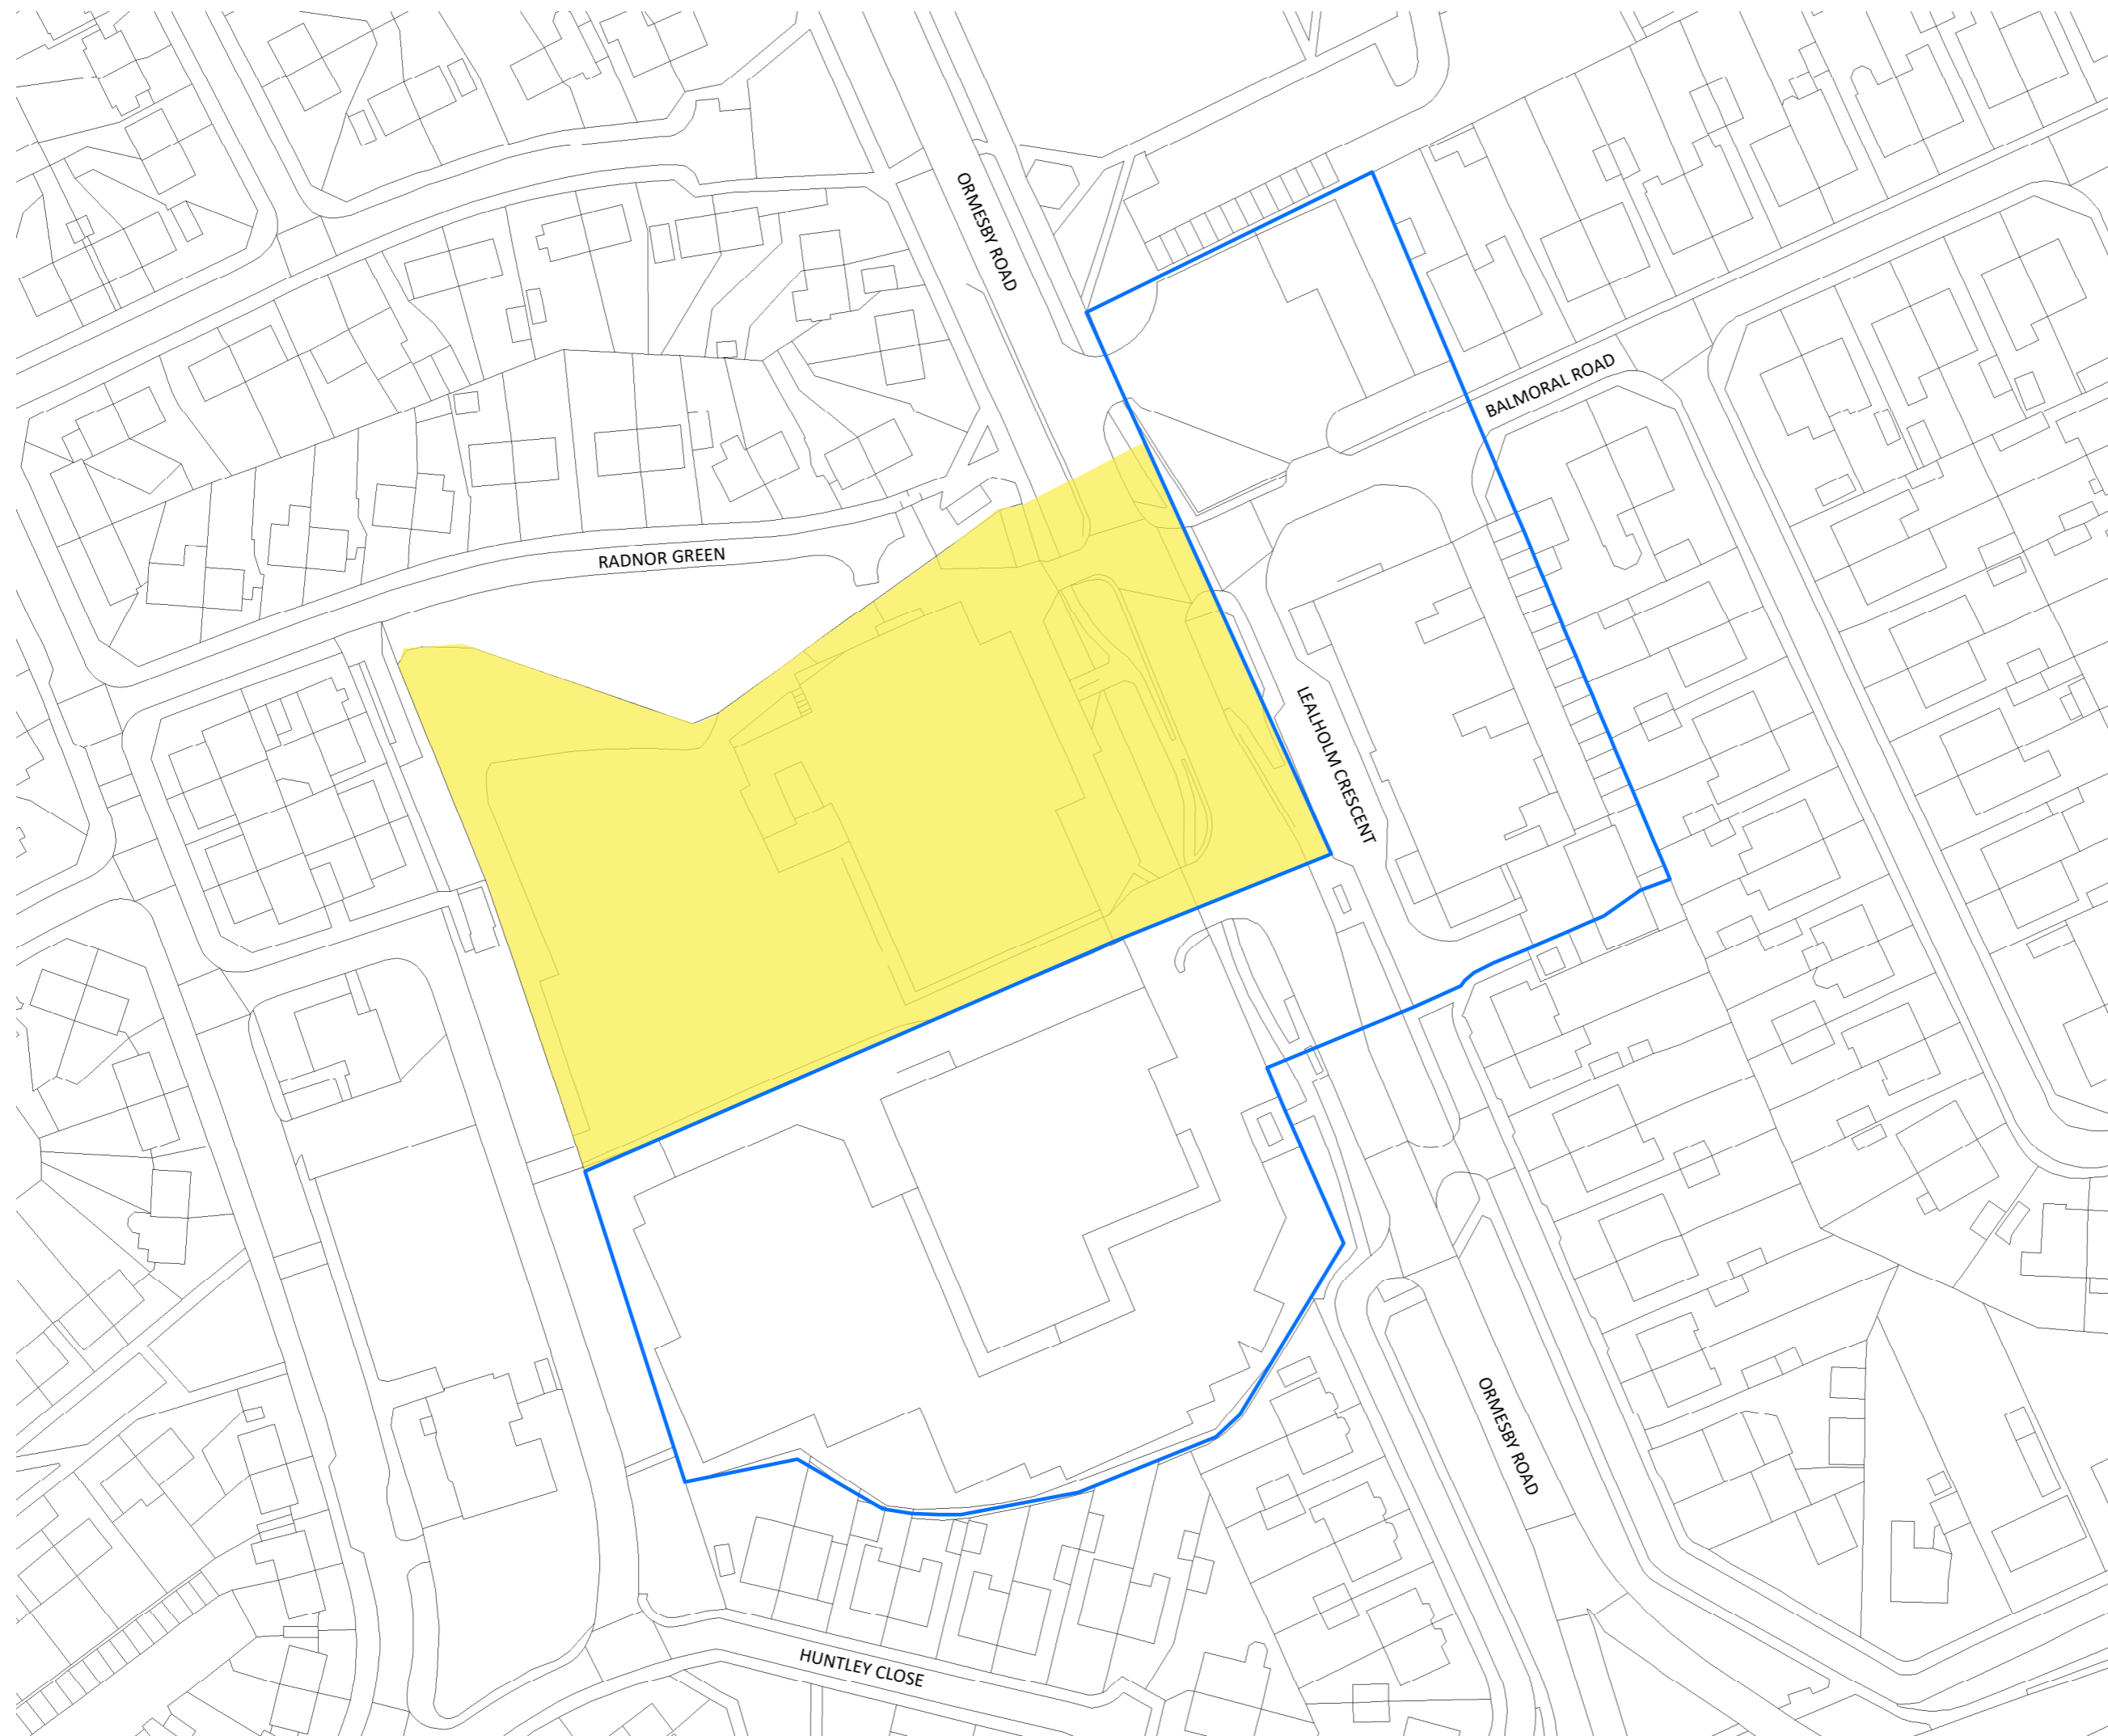 ORMESBY ROAD
BALMORAL ROAD
RADNOR GREEN
LEALHOLM CRESCENT
ORMESBY ROAD
HUNTLEY CLOSE